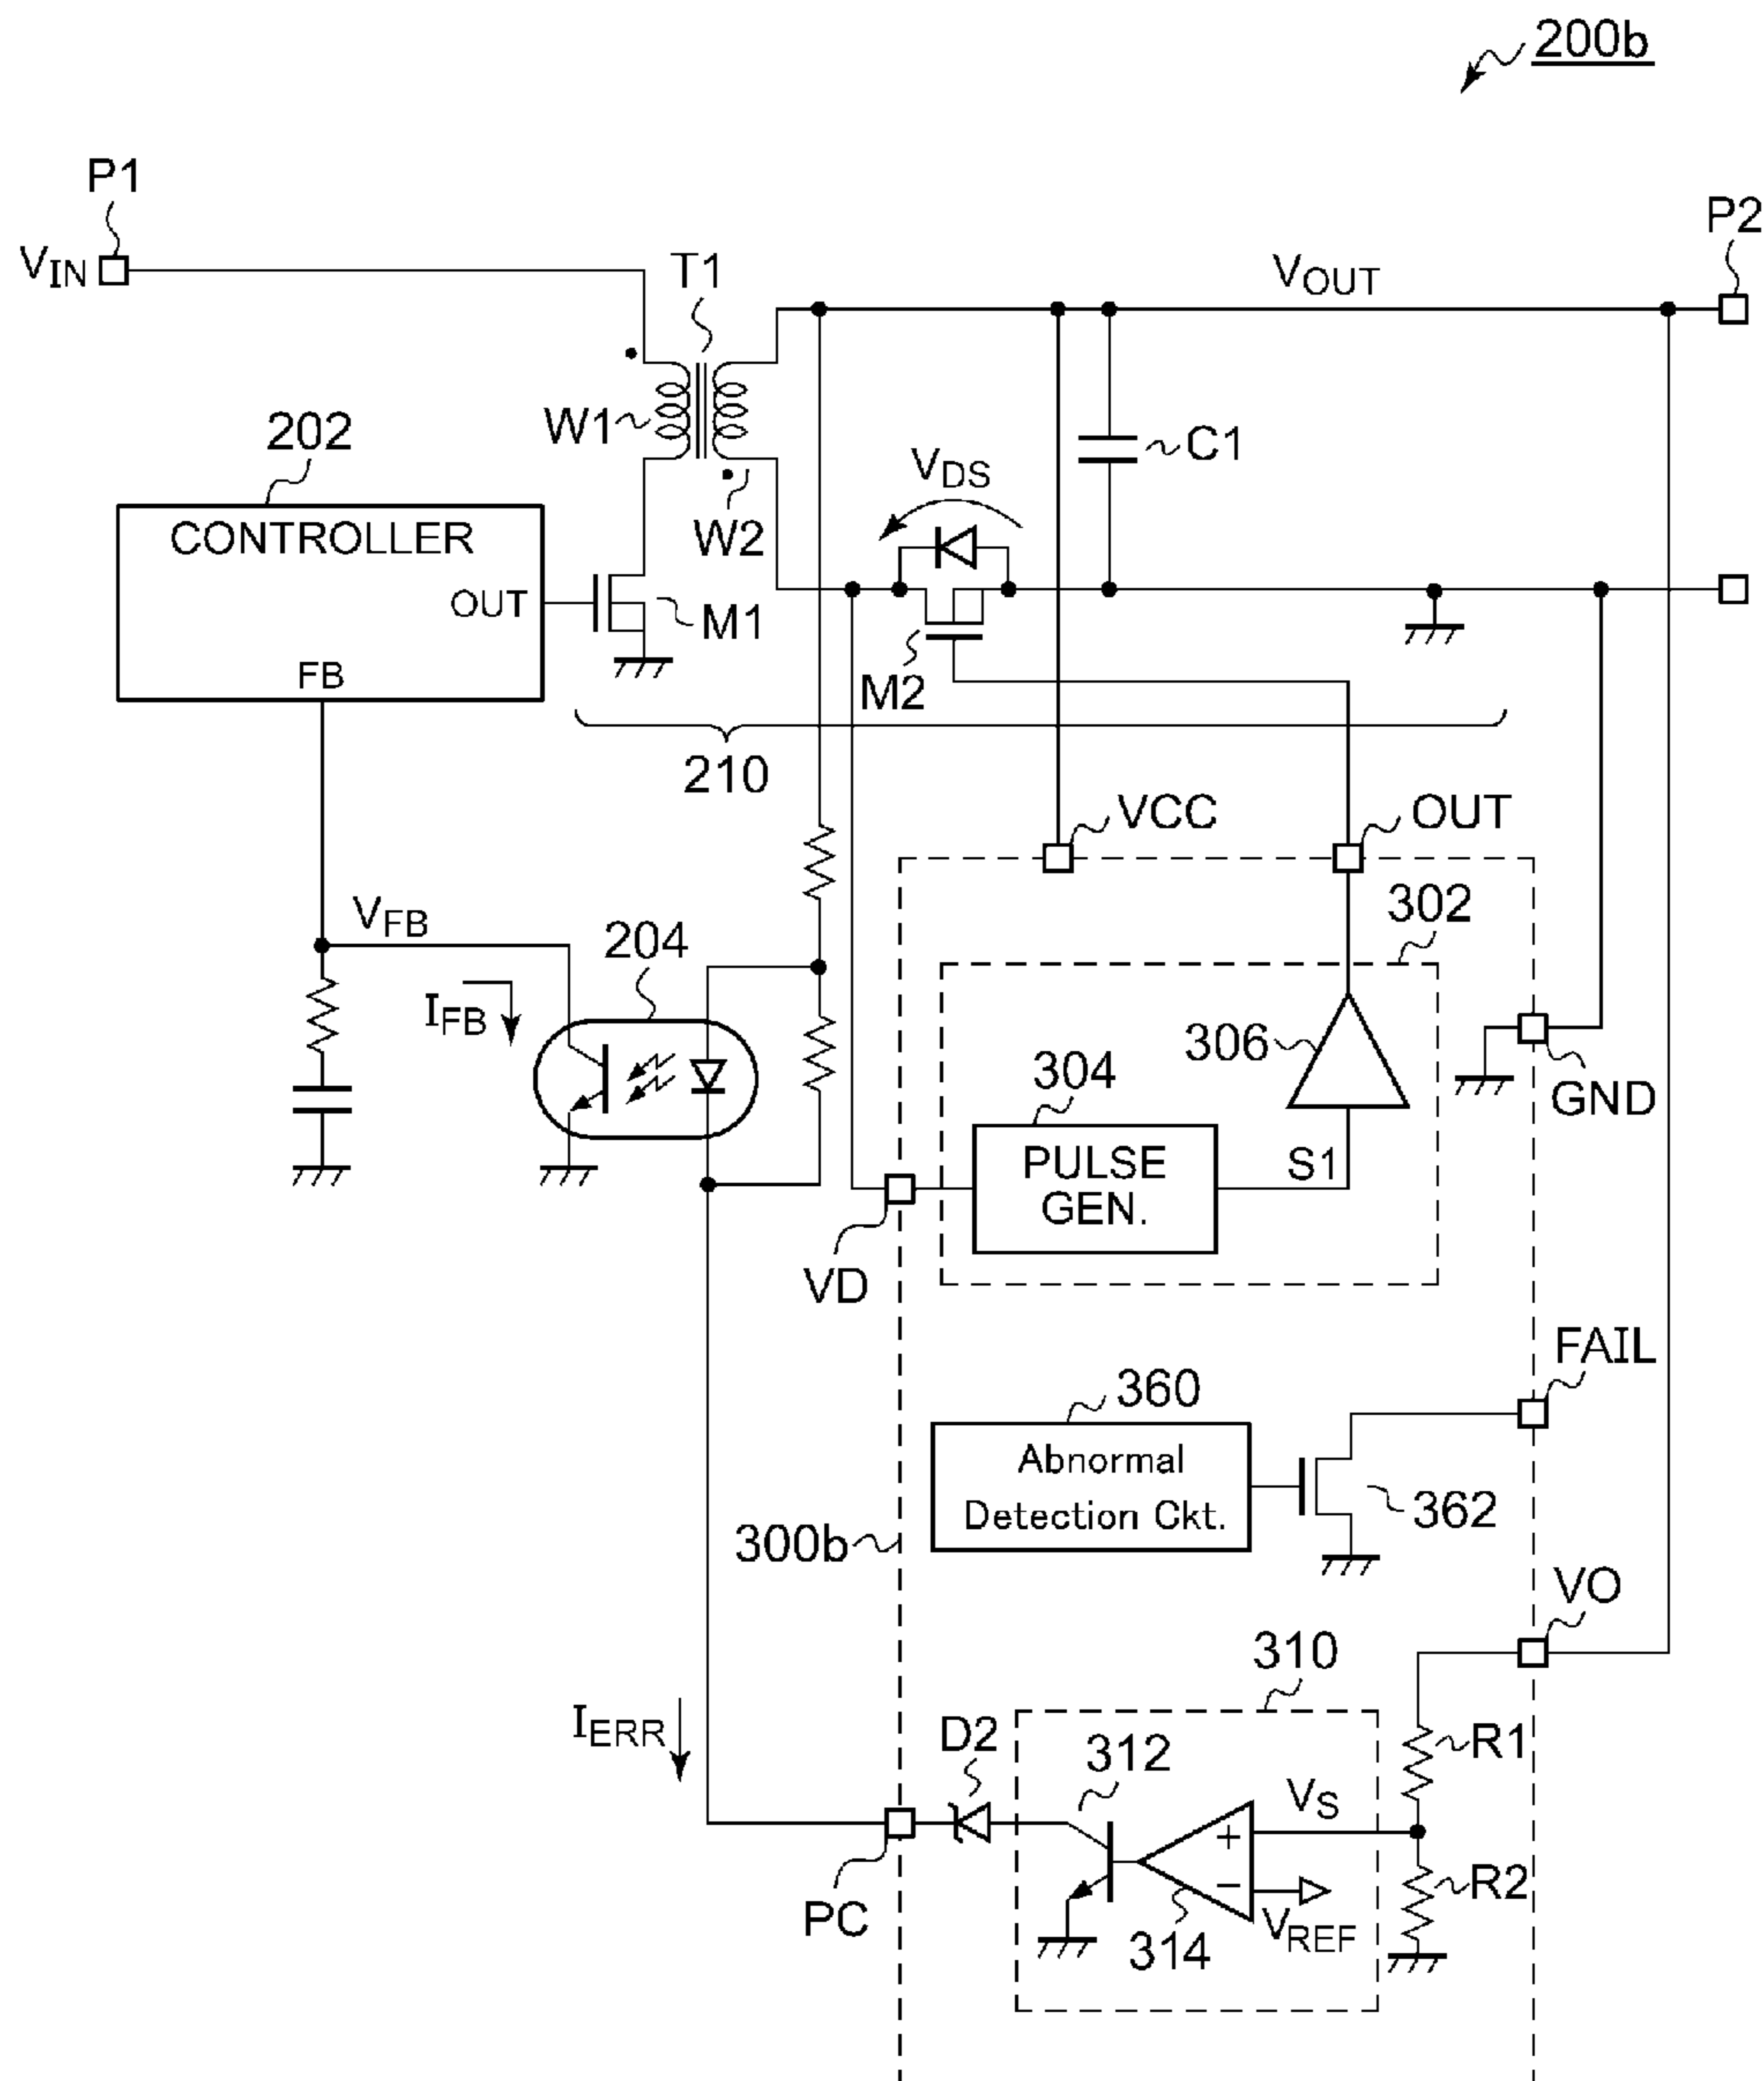 200b
P1
P2
VIN
T1
VOUT
W1
C1
202
VDS
W2
CONTROLLER
OUT
M1
FB
M2
210
VCC
OUT
302
VFB
204
IFB
306
304
GND
PULSE
GEN.
S1
VD
FAIL
360
Abnormal
Detection Ckt.
362
300b
VO
310
IERR
D2
312
R1
VS
+
−
R2
PC
VREF
314